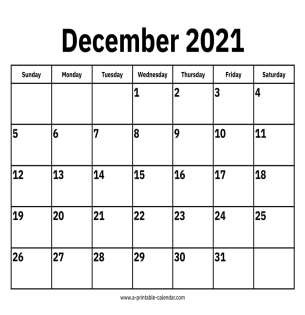 December 2021
Sunday Monday Tuesday Wednesday Thursday Friday Saturday
1 2 3 4
5 6 7 8 9 10 11
12 13 14 15 16 17 18
19 20 21 22 23 24 25
26 27 28 29 30 31
www.a-printable-calendar.com